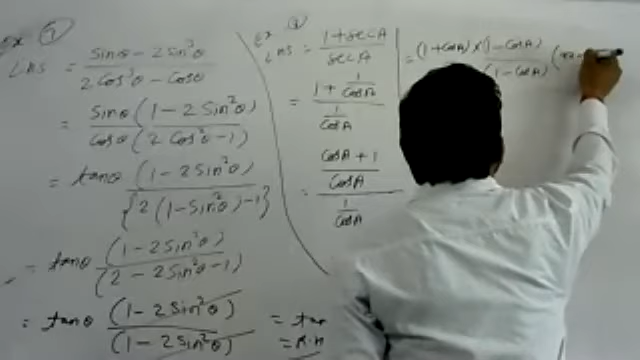 Ex 7
LHS = sinθ - 2sin³θ / 2cos³θ - cosθ
= sinθ (1 - 2sin²θ) / cosθ (2cos²θ - 1)
= tanθ (1 - 2sin²θ) / {2(1 - sin²θ) - 1}
= tanθ (1 - 2sin²θ) / (2 - 2sin²θ - 1)
= tanθ (1 - 2sin²θ) / (1 - 2sin²θ) = tan
= R.H
Ex
LHS = 1 + secA / secA
= 1 + 1/cosA / 1/cosA
= cosA + 1 / cosA / 1/cosA
= (1 + cosA) × (1 - cosA) / (1 - cosA)